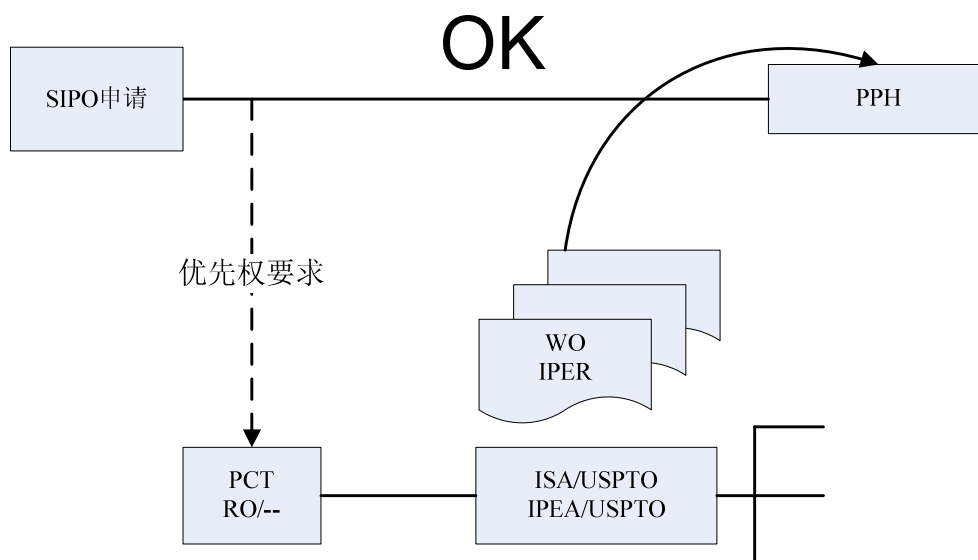 OK
SIPO申请
PPH
优先权要求
WO
IPER
PCT
RO/--
ISA/USPTO
IPEA/USPTO